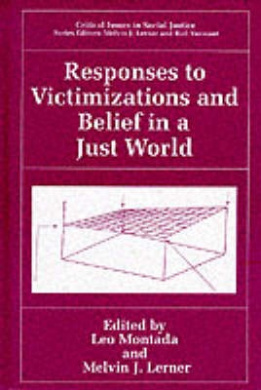 Critical Issues in Social Justice
Series Editors: Melvin J. Lerner and Riël Vermunt
Responses to
Victimizations and
Belief in a
Just World
Edited by
Leo Montada
and
Melvin J. Lerner